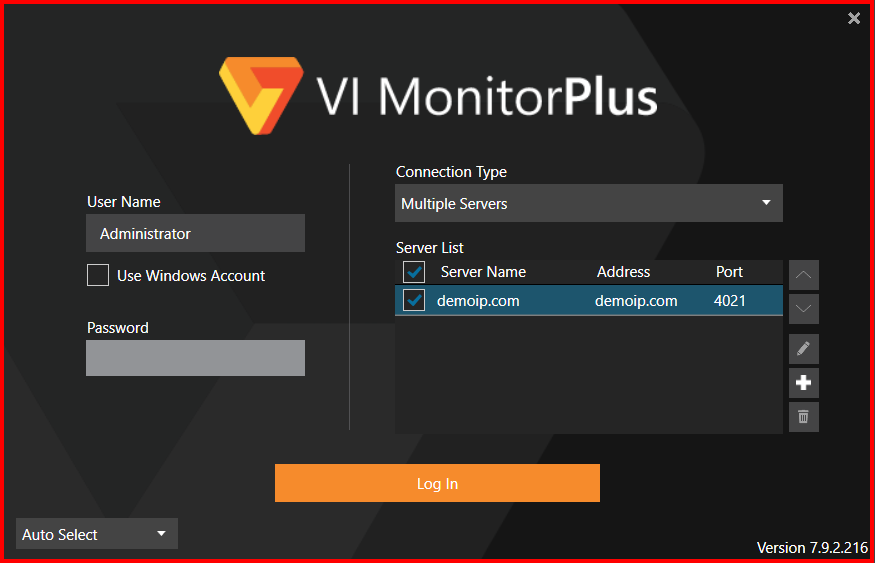 VI MonitorPlus
User Name
Administrator
Use Windows Account
Password
Connection Type
Multiple Servers
Server List
Server Name Address Port
demoip.com demoip.com 4021
Log In
Auto Select
Version 7.9.2.216